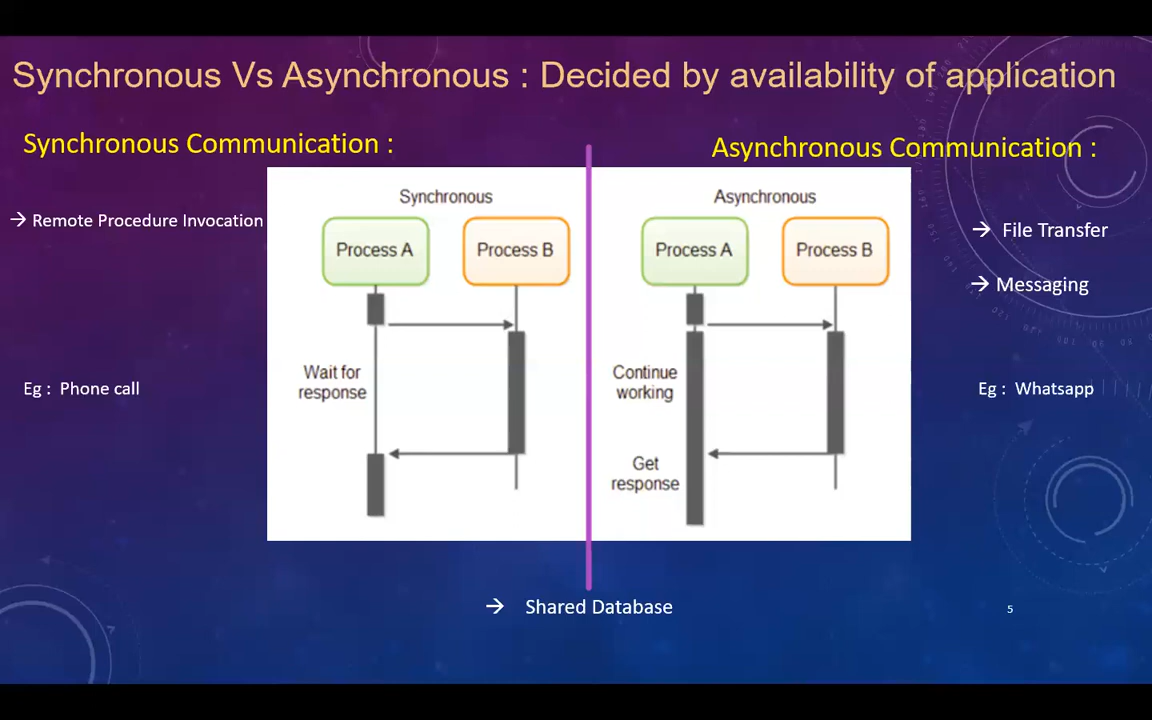 Synchronous Vs Asynchronous : Decided by availability of application
Synchronous Communication :
→ Remote Procedure Invocation
Eg : Phone call
Synchronous
Process A
Process B
Wait for
response
Asynchronous Communication :
Asynchronous
Process A
Process B
Continue
working
Get
response
→ File Transfer
→ Messaging
Eg : Whatsapp
→ Shared Database
5